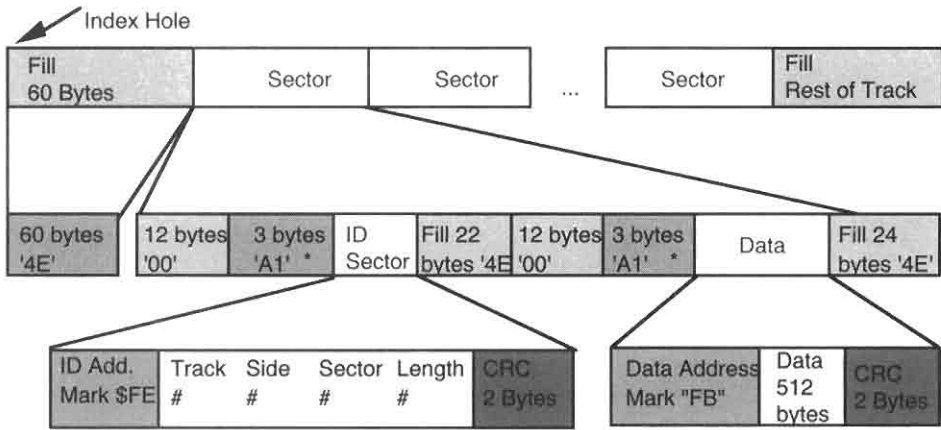 Index Hole
Fill
60 Bytes
Sector
Sector
...
Sector
Fill
Rest of Track
60 bytes
'4E'
12 bytes
'00'
3 bytes
'A1' *
ID
Sector
Fill 22
bytes '4E
12 bytes
'00'
3 bytes
'A1' *
Data
Fill 24
bytes '4E'
ID Add.
Mark $FE
Track Side Sector Length
# # # #
CRC
2 Bytes
Data Address
Mark "FB"
Data
512
bytes
CRC
2 Bytes